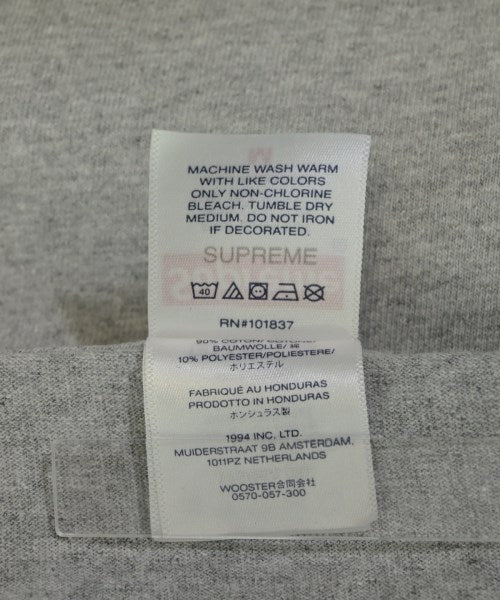 MACHINE WASH WARM
WITH LIKE COLORS
ONLY NON-CHLORINE
BLEACH. TUMBLE DRY
MEDIUM. DO NOT IRON
IF DECORATED.
SUPREME
40
RN#101837
BAUMWOLLE/ 綿
10% POLYESTER/POLIESTERE/
ポリエステル
FABRIQUÉ AU HONDURAS
PRODOTTO IN HONDURAS
ホンジュラス製
1994 INC. LTD.
MUIDERSTRAAT 9B AMSTERDAM.
1011PZ NETHERLANDS
WOOSTER合同会社
0570-057-300